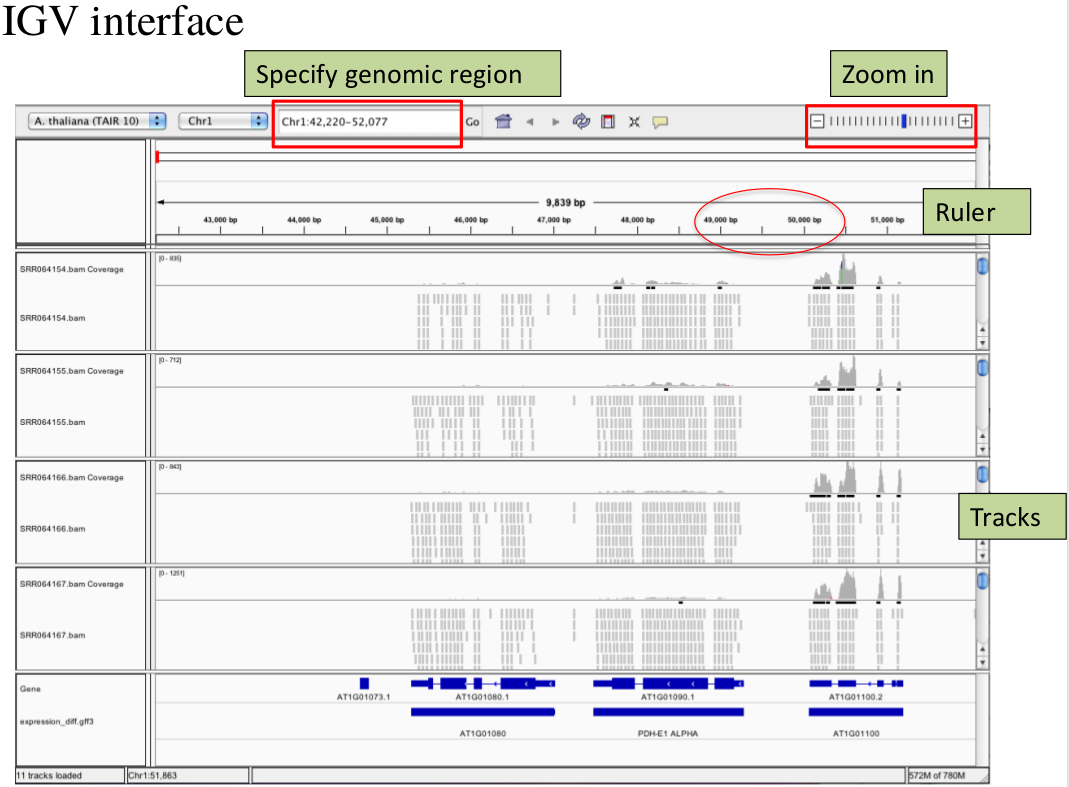 IGV interface
Specify genomic region
Zoom in
A. thaliana (TAIR 10)
Chr1
Chr1:42,220-52,077
Go
9,839 bp
43,000 bp 44,000 bp 45,000 bp 46,000 bp 47,000 bp 48,000 bp 49,000 bp 50,000 bp 51,000 bp
Ruler
SRR064154.bam Coverage
[0 - 835]
SRR064154.bam
SRR064155.bam Coverage
[0 - 712]
SRR064155.bam
SRR064166.bam Coverage
[0 - 843]
Tracks
SRR064166.bam
SRR064167.bam Coverage
[0 - 1251]
SRR064167.bam
Gene
AT1G01073.1 AT1G01080.1 AT1G01090.1 AT1G01100.2
expression_diff.gff3
AT1G01080 PDH-E1 ALPHA AT1G01100
11 tracks loaded
Chr1:51,863
572M of 780M